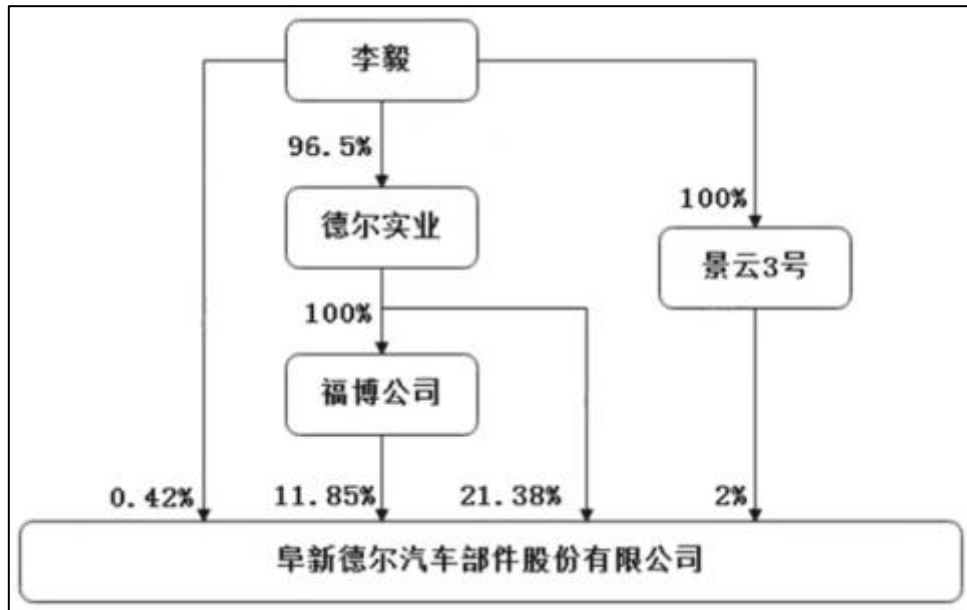 李毅
96.5%
德尔实业
100%
景云3号
100%
福博公司
0.42%
11.85%
21.38%
2%
阜新德尔汽车部件股份有限公司